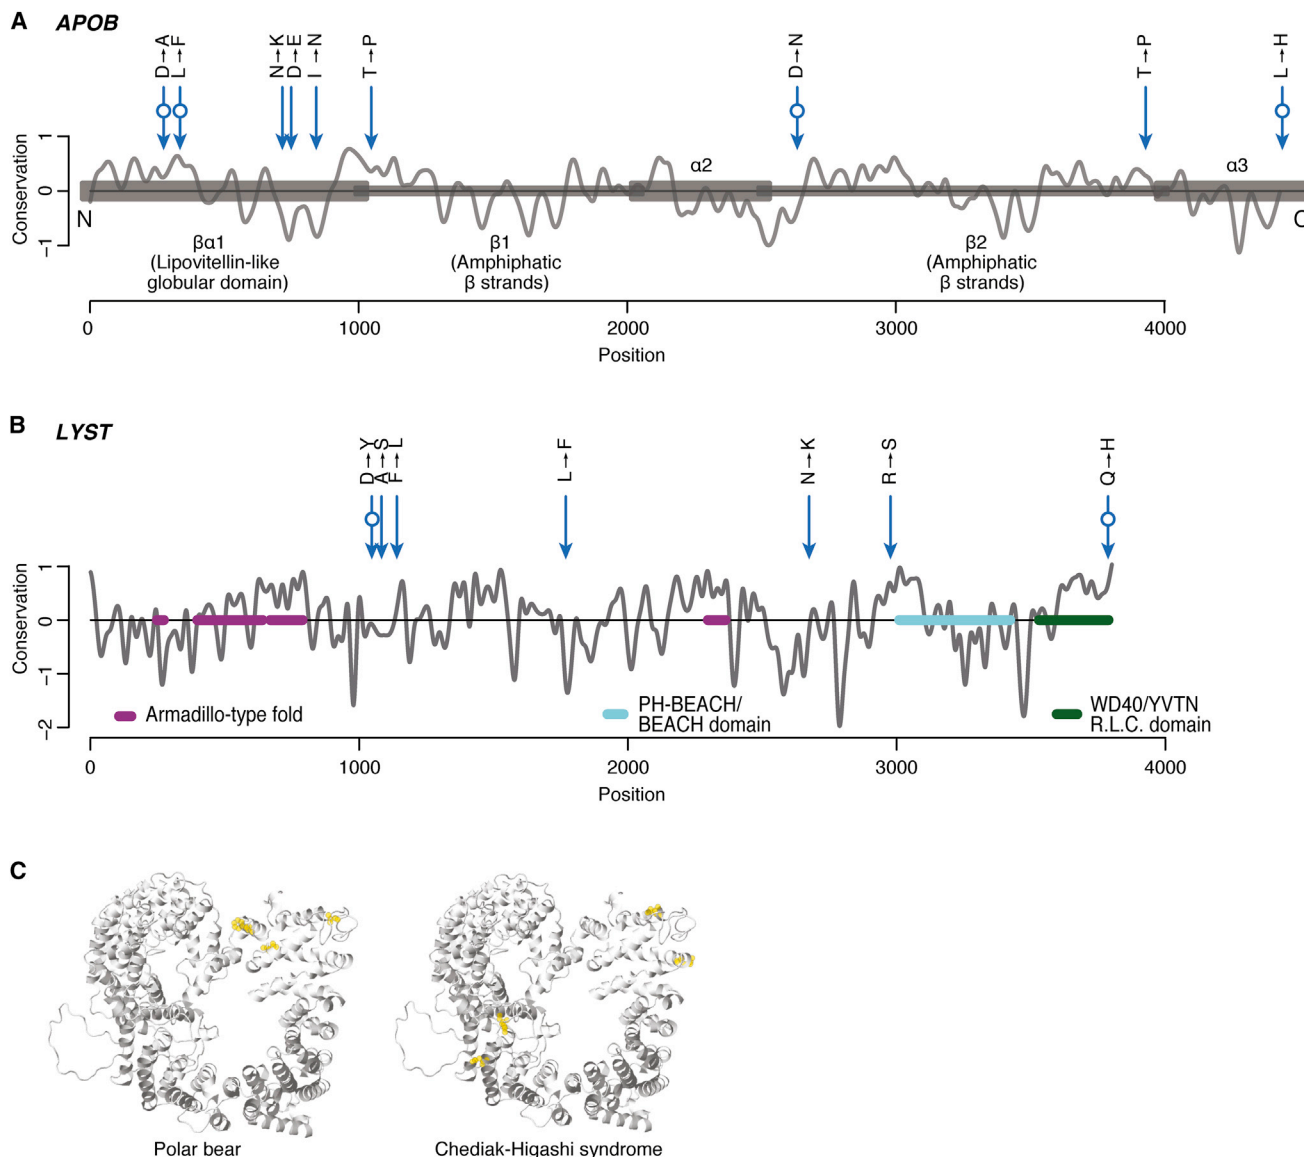 A APOB
D→A
L→F
N→K
D→E
I→N
T→P
D→N
T→P
L→H
Conservation
1
0
-1
N
C
α2
α3
βα1
(Lipovitellin-like
globular domain)
β1
(Amphiphatic
β strands)
β2
(Amphiphatic
β strands)
0 1000 2000 3000 4000
Position
B LYST
D→Y
A→S
F→L
L→F
N→K
R→S
Q→H
Conservation
1
0
-1
-2
Armadillo-type fold
PH-BEACH/
BEACH domain
WD40/YVTN
R.L.C. domain
0 1000 2000 3000 4000
Position
C
Polar bear
Chediak-Higashi syndrome